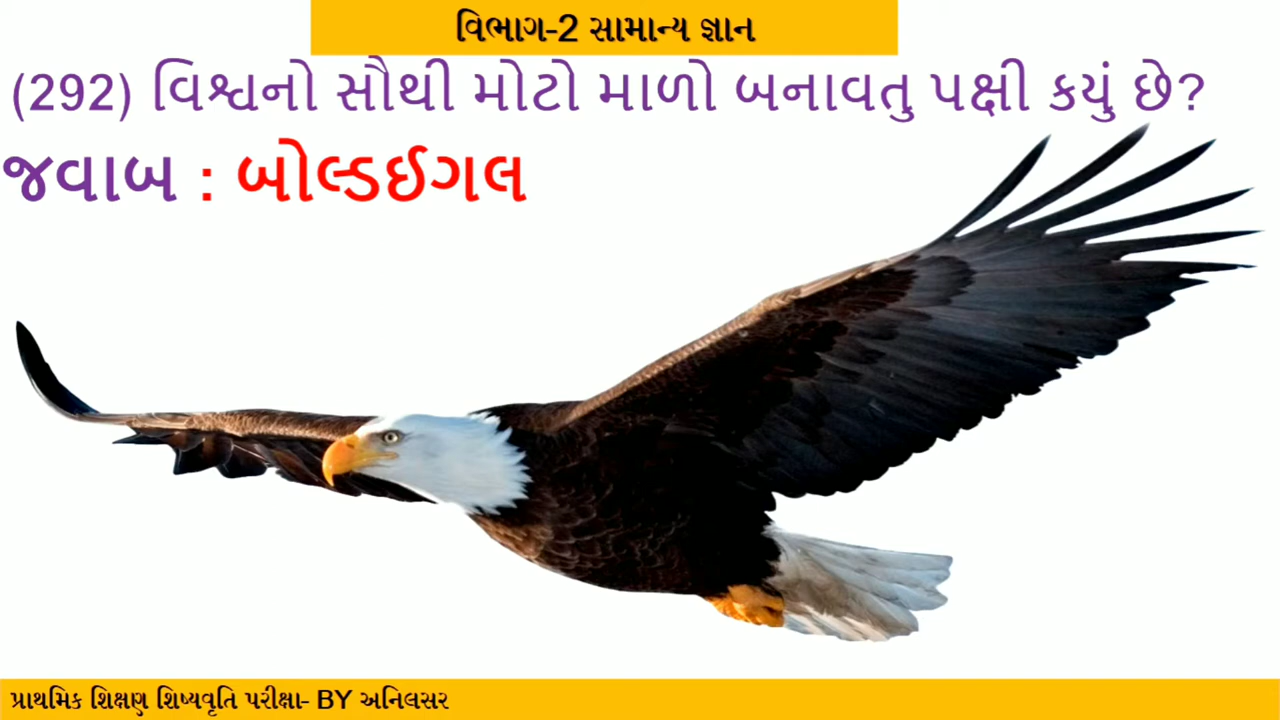 વિભાગ-2 સામાન્ય જ્ઞાન
(292) વિશ્વનો સૌથી મોટો માળો બનાવતુ પક્ષી કયું છે?
જવાબ : બોલ્ડઈગલ
પ્રાથમિક શિક્ષણ શિષ્યવૃતિ પરીક્ષા- BY અનિલસર